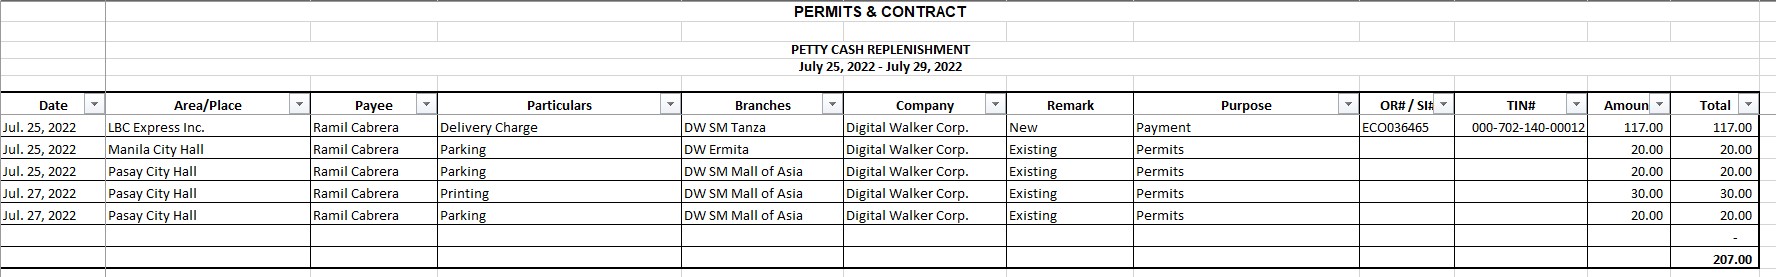 PERMITS & CONTRACT
PETTY CASH REPLENISHMENT
July 25, 2022 - July 29, 2022
Date Area/Place Payee Particulars Branches Company Remark Purpose OR# / SI# TIN# Amoun Total
Jul. 25, 2022 LBC Express Inc. Ramil Cabrera Delivery Charge DW SM Tanza Digital Walker Corp. New Payment ECO036465 000-702-140-00012 117.00 117.00
Jul. 25, 2022 Manila City Hall Ramil Cabrera Parking DW Ermita Digital Walker Corp. Existing Permits 20.00 20.00
Jul. 25, 2022 Pasay City Hall Ramil Cabrera Parking DW SM Mall of Asia Digital Walker Corp. Existing Permits 20.00 20.00
Jul. 27, 2022 Pasay City Hall Ramil Cabrera Printing DW SM Mall of Asia Digital Walker Corp. Existing Permits 30.00 30.00
Jul. 27, 2022 Pasay City Hall Ramil Cabrera Parking DW SM Mall of Asia Digital Walker Corp. Existing Permits 20.00 20.00
-
207.00